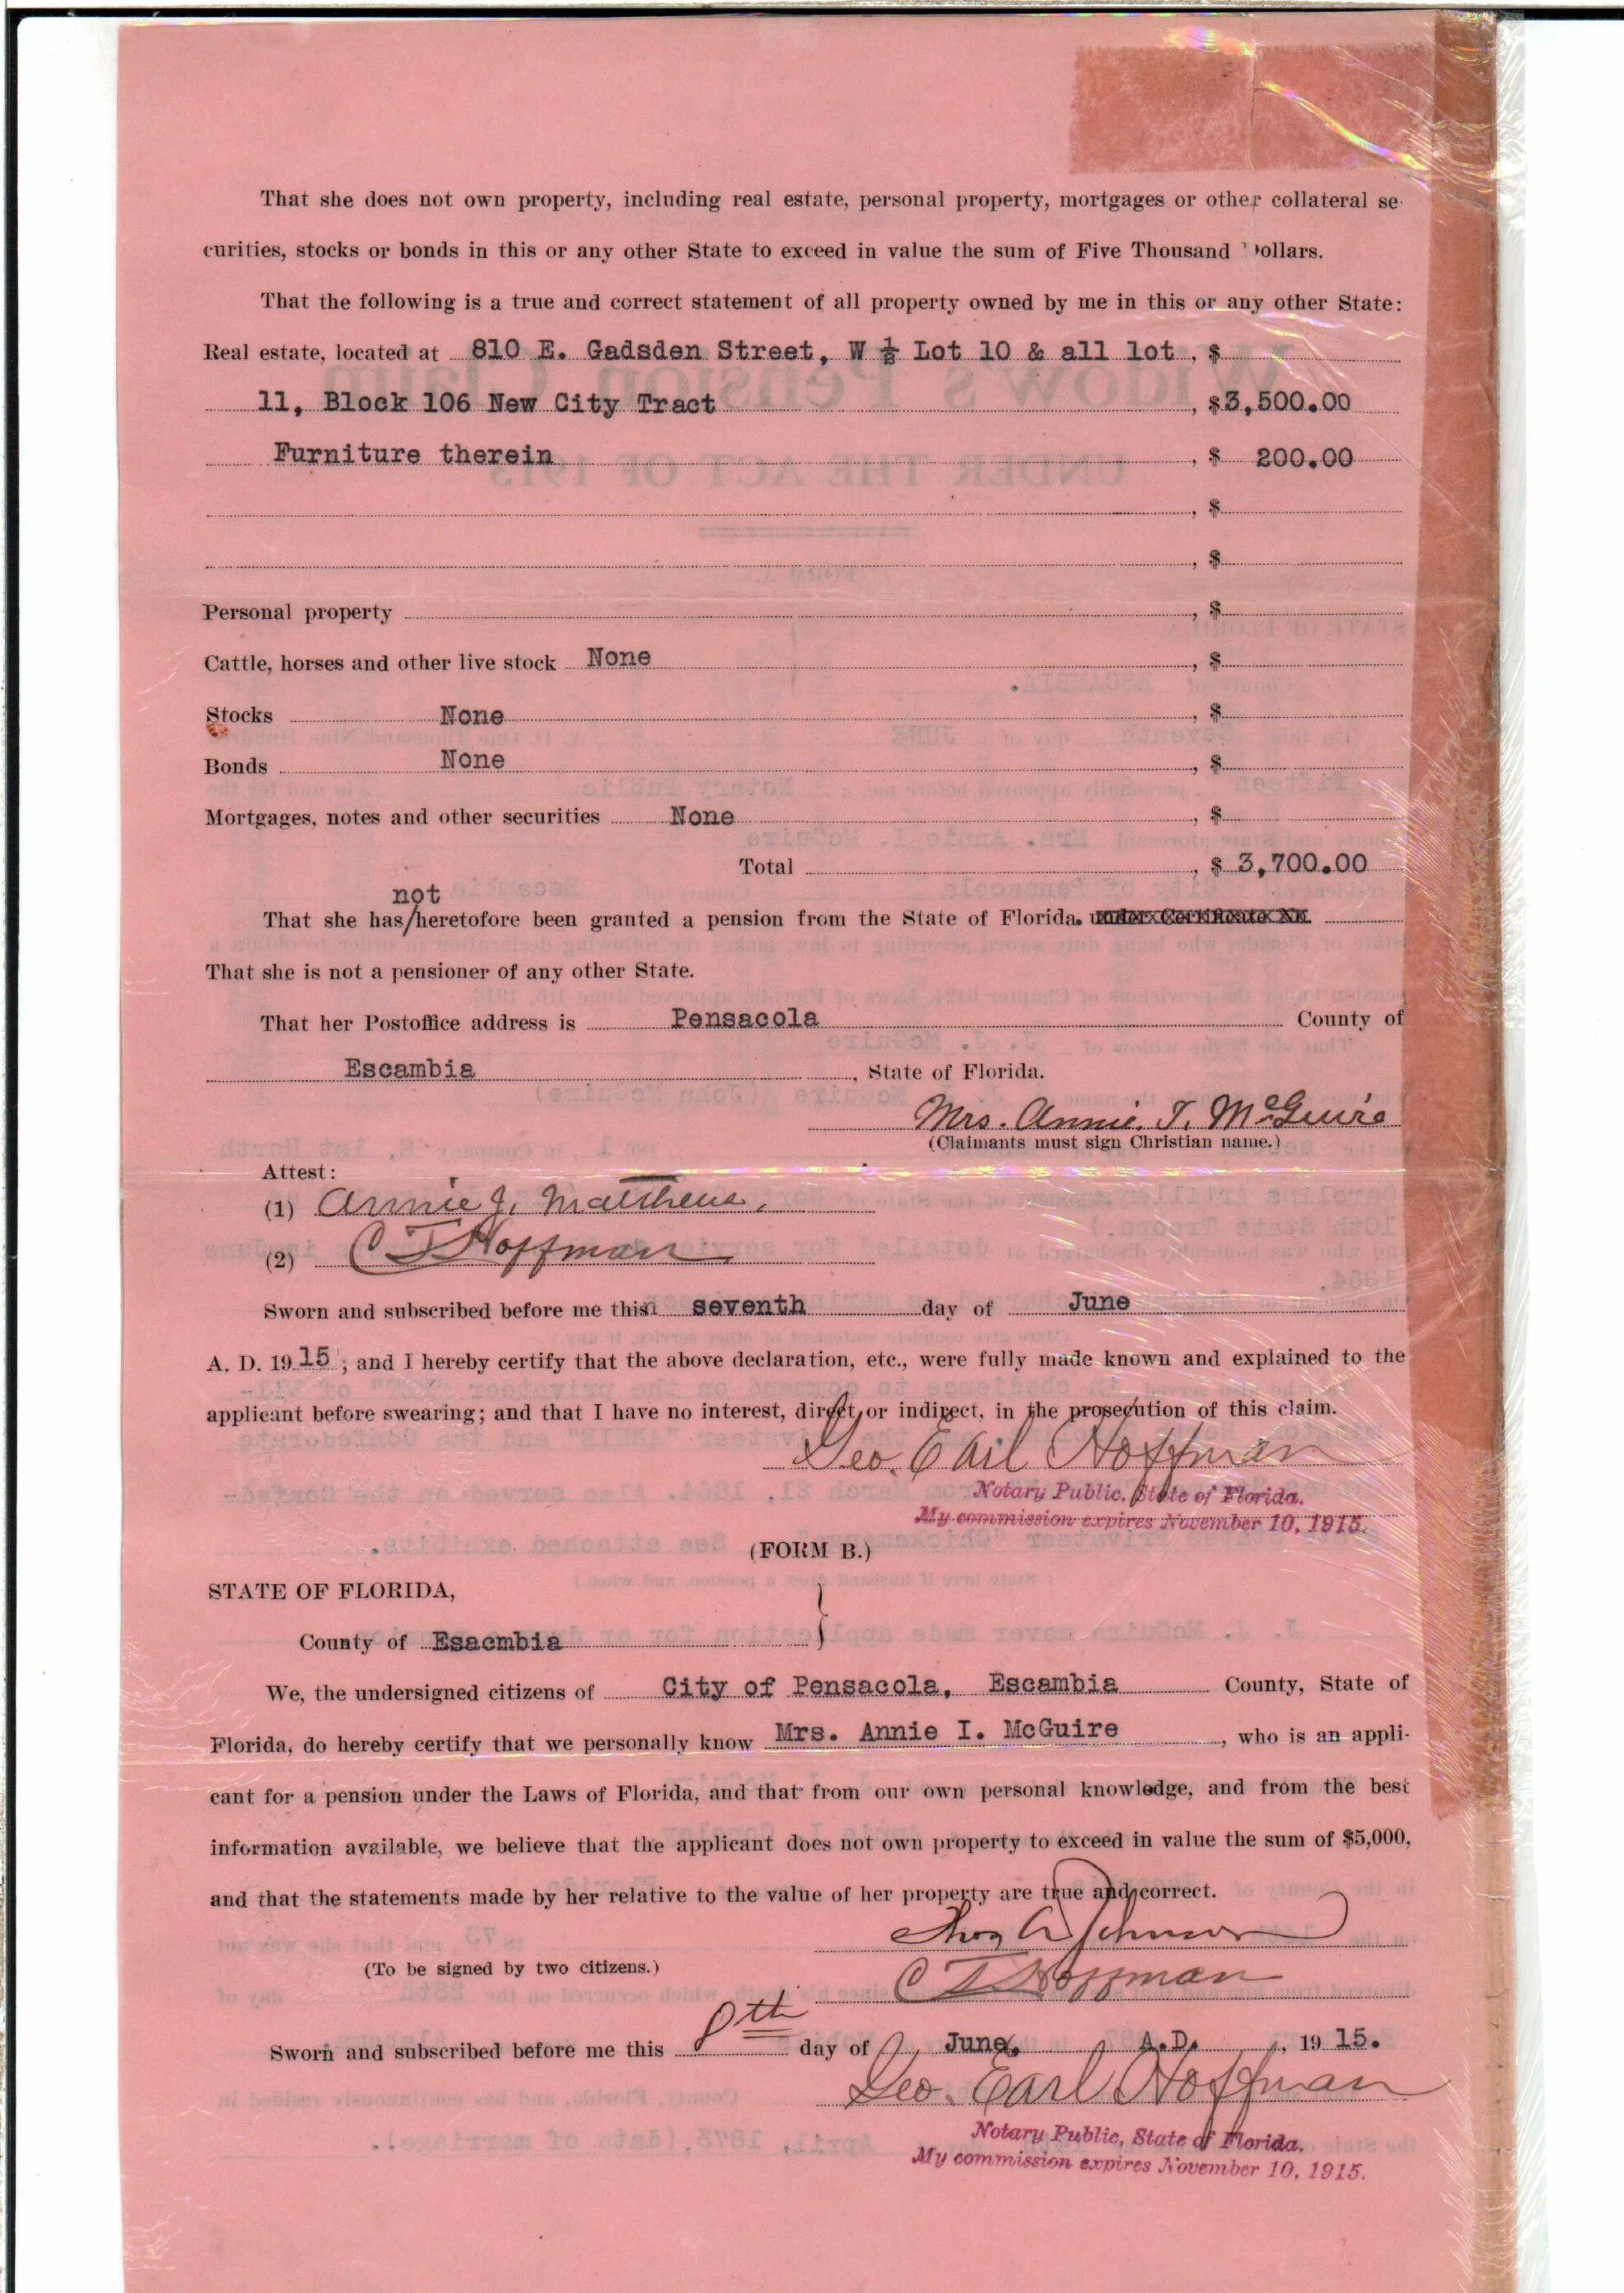 That she does not own property, including real estate, personal property, mortgages or other collateral se-
curities, stocks or bonds in this or any other State to exceed in value the sum of Five Thousand Dollars.
That the following is a true and correct statement of all property owned by me in this or any other State:
Real estate, located at 810 E. Gadsden Street, W ½ Lot 10 & all lot , $
11, Block 106 New City Tract , $3,500.00
Furniture therein , $ 200.00
, $
, $
Personal property , $
Cattle, horses and other live stock None , $
Stocks None , $
Bonds None , $
Mortgages, notes and other securities None , $
Total , $ 3,700.00
not
That she has/heretofore been granted a pension from the State of Florida. under Certificate No.
That she is not a pensioner of any other State.
That her Postoffice address is Pensacola County of
Escambia , State of Florida.
Mrs. Annie. I. McGuire
(Claimants must sign Christian name.)
Attest:
(1) Annie J. Matthews.
(2) C T Hoffman
Sworn and subscribed before me this seventh day of June
A. D. 19 15 ; and I hereby certify that the above declaration, etc., were fully made known and explained to the
applicant before swearing; and that I have no interest, direct or indirect, in the prosecution of this claim.
Geo. Earl Hoffman
Notary Public, State of Florida.
My commission expires November 10, 1915.
(FORM B.)
STATE OF FLORIDA, }
County of Esacmbia
We, the undersigned citizens of City of Pensacola, Escambia County, State of
Florida, do hereby certify that we personally know Mrs. Annie I. McGuire , who is an appli-
cant for a pension under the Laws of Florida, and that from our own personal knowledge, and from the best
information available, we believe that the applicant does not own property to exceed in value the sum of $5,000,
and that the statements made by her relative to the value of her property are true and correct.
Thos A Johnson
(To be signed by two citizens.)
C T Hoffman
Sworn and subscribed before me this 8th day of June. A.D. , 19 15.
Geo. Earl Hoffman
Notary Public, State of Florida.
My commission expires November 10, 1915.